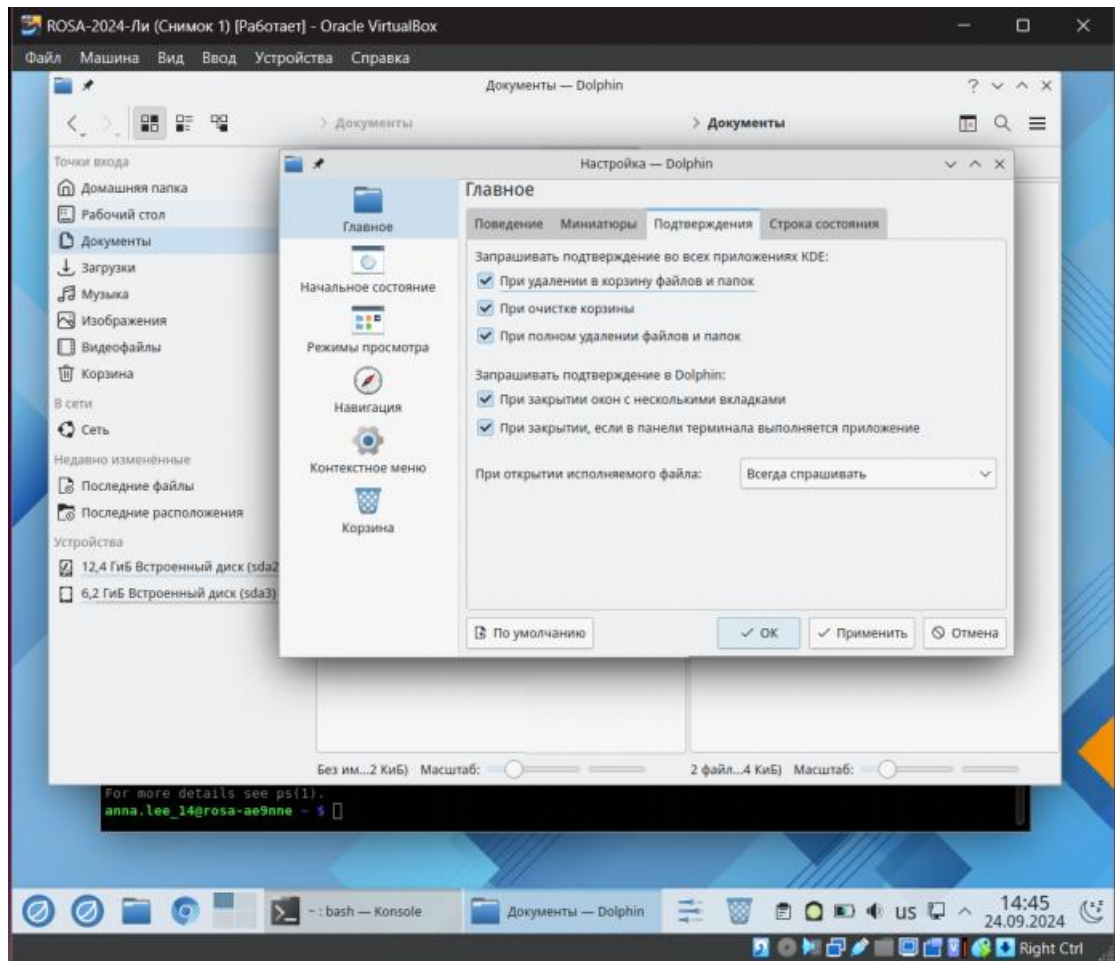 ROSA-2024-Ли (Снимок 1) [Работает] - Oracle VirtualBox
Файл Машина Вид Ввод Устройства Справка
Документы — Dolphin
> Документы
> Документы
Точки входа
Домашняя папка
Рабочий стол
Документы
Загрузки
Музыка
Изображения
Видеофайлы
Корзина
В сети
Сеть
Недавно изменённые
Последние файлы
Последние расположения
Устройства
12,4 ГиБ Встроенный диск (sda2
6,2 ГиБ Встроенный диск (sda3)
Настройка — Dolphin
Главное
Начальное состояние
Режимы просмотра
Навигация
Контекстное меню
Корзина
Главное
Поведение Миниатюры Подтверждения Строка состояния
Запрашивать подтверждение во всех приложениях KDE:
При удалении в корзину файлов и папок
При очистке корзины
При полном удалении файлов и папок
Запрашивать подтверждение в Dolphin:
При закрытии окон с несколькими вкладками
При закрытии, если в панели терминала выполняется приложение
При открытии исполняемого файла: Всегда спрашивать
По умолчанию ОК Применить Отмена
Без им...2 КиБ) Масштаб: 2 файл...4 КиБ) Масштаб:
For more details see ps(1).
anna.lee_14@rosa-ae9nne ~ $
~ : bash — Konsole Документы — Dolphin us 14:45
24.09.2024
Right Ctrl